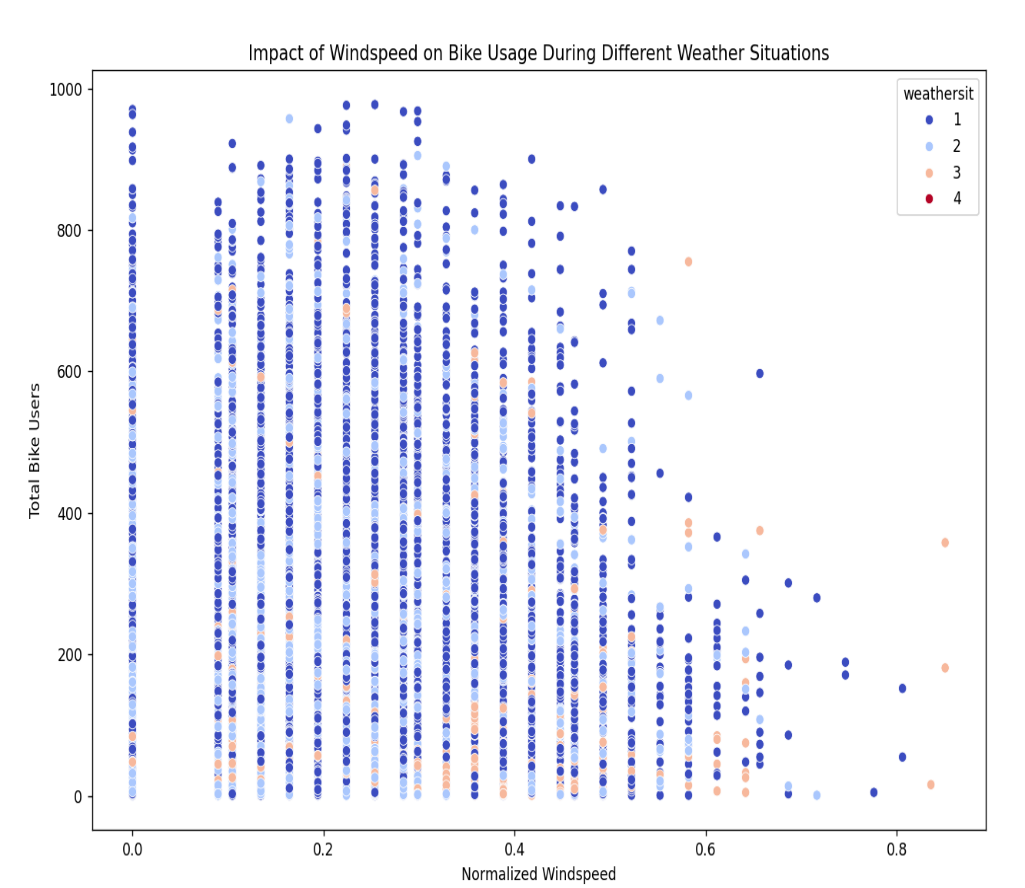 Impact of Windspeed on Bike Usage During Different Weather Situations
weathersit
1
2
3
4
1000
800
600
400
200
0
Total Bike Users
0.0 0.2 0.4 0.6 0.8
Normalized Windspeed